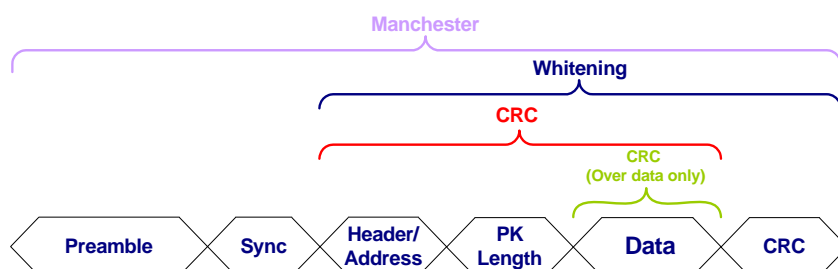 Manchester
Whitening
CRC
CRC
(Over data only)
Preamble
Sync
Header/
Address
PK
Length
Data
CRC